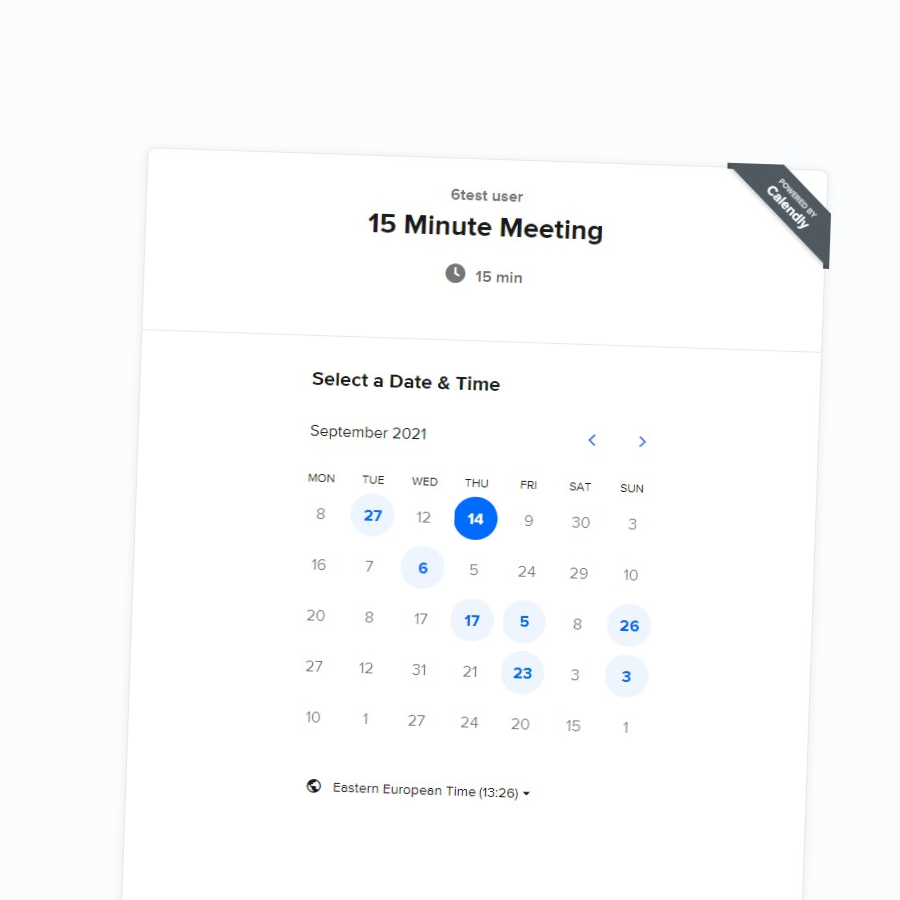 6test user
15 Minute Meeting
15 min
POWERED BY
Calendly
Select a Date & Time
September 2021
MON TUE WED THU FRI SAT SUN
8 27 12 14 9 30 3
16 7 6 5 24 29 10
20 8 17 17 5 8 26
27 12 31 21 23 3 3
10 1 27 24 20 15 1
Eastern European Time (13:26)